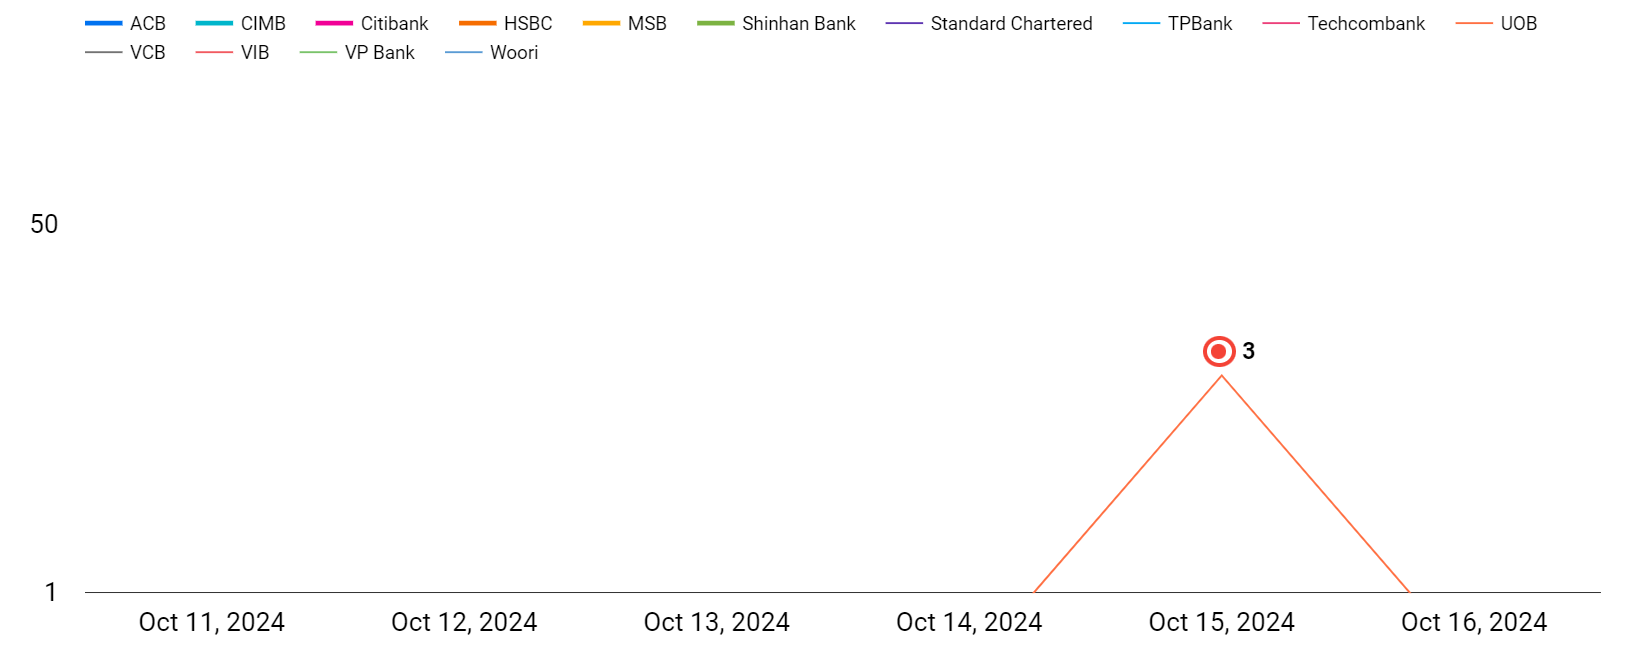 ACB CIMB Citibank HSBC MSB Shinhan Bank Standard Chartered TPBank Techcombank UOB
VCB VIB VP Bank Woori
50
3
1
Oct 11, 2024 Oct 12, 2024 Oct 13, 2024 Oct 14, 2024 Oct 15, 2024 Oct 16, 2024